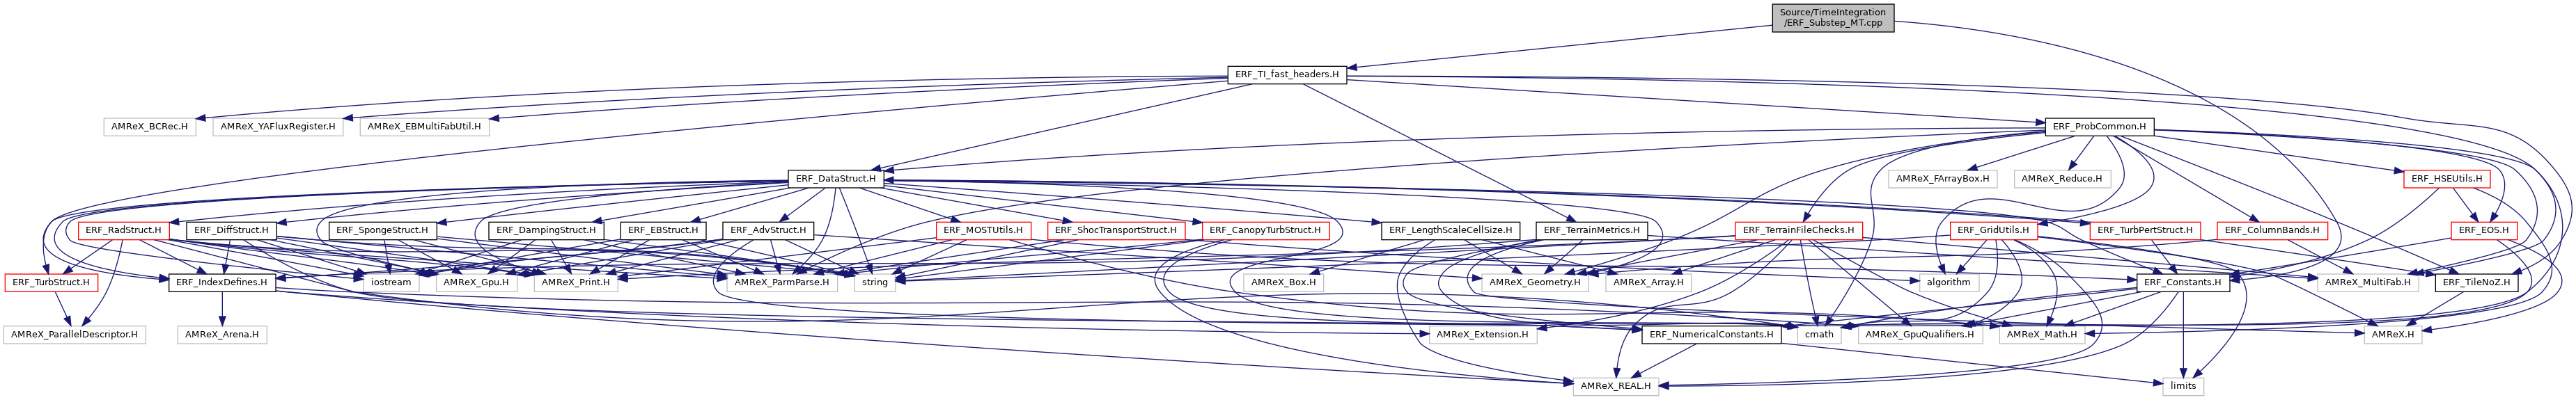 Source/TimeIntegration
/ERF_Substep_MT.cpp
ERF_TI_fast_headers.H
AMReX_BCRec.H
AMReX_YAFluxRegister.H
AMReX_EBMultiFabUtil.H
ERF_ProbCommon.H
ERF_DataStruct.H
AMReX_FArrayBox.H
AMReX_Reduce.H
ERF_HSEUtils.H
ERF_RadStruct.H
ERF_DiffStruct.H
ERF_SpongeStruct.H
ERF_DampingStruct.H
ERF_EBStruct.H
ERF_AdvStruct.H
ERF_MOSTUtils.H
ERF_ShocTransportStruct.H
ERF_CanopyTurbStruct.H
ERF_LengthScaleCellSize.H
ERF_TerrainMetrics.H
ERF_TerrainFileChecks.H
ERF_GridUtils.H
ERF_TurbPertStruct.H
ERF_ColumnBands.H
ERF_EOS.H
ERF_TurbStruct.H
ERF_IndexDefines.H
iostream
AMReX_Gpu.H
AMReX_Print.H
AMReX_ParmParse.H
string
AMReX_Box.H
AMReX_Geometry.H
AMReX_Array.H
algorithm
ERF_Constants.H
AMReX_MultiFab.H
ERF_TileNoZ.H
AMReX_ParallelDescriptor.H
AMReX_Arena.H
AMReX_Extension.H
ERF_NumericalConstants.H
cmath
AMReX_GpuQualifiers.H
AMReX_Math.H
AMReX.H
AMReX_REAL.H
limits